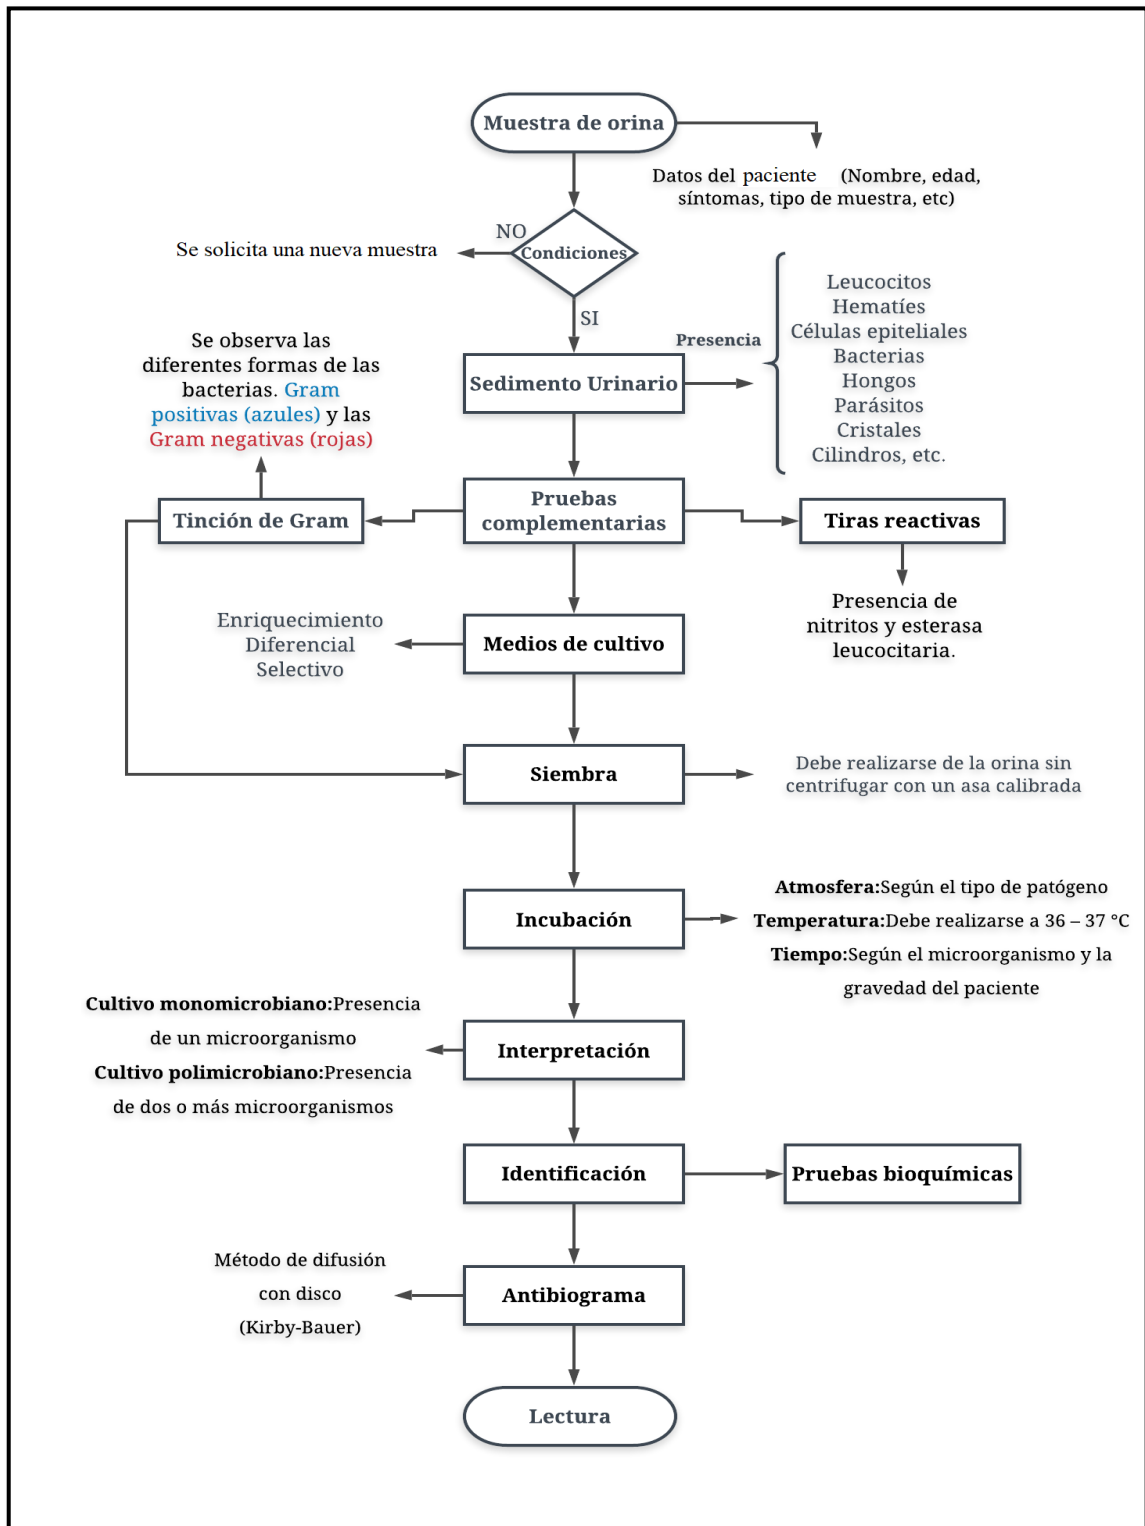 Muestra de orina
Datos del paciente (Nombre, edad,
síntomas, tipo de muestra, etc)
NO
Se solicita una nueva muestra
Condiciones
SI
Presencia
Leucocitos
Hematíes
Células epiteliales
Bacterias
Hongos
Parásitos
Cristales
Cilindros, etc.
Sedimento Urinario
Se observa las
diferentes formas de las
bacterias. Gram
positivas (azules) y las
Gram negativas (rojas)
Tinción de Gram
Pruebas
complementarias
Tiras reactivas
Presencia de
nitritos y esterasa
leucocitaria.
Enriquecimiento
Diferencial
Selectivo
Medios de cultivo
Siembra
Debe realizarse de la orina sin
centrifugar con un asa calibrada
Incubación
Atmosfera:Según el tipo de patógeno
Temperatura:Debe realizarse a 36 – 37 °C
Tiempo:Según el microorganismo y la
gravedad del paciente
Cultivo monomicrobiano:Presencia
de un microorganismo
Cultivo polimicrobiano:Presencia
de dos o más microorganismos
Interpretación
Identificación
Pruebas bioquímicas
Método de difusión
con disco
(Kirby-Bauer)
Antibiograma
Lectura